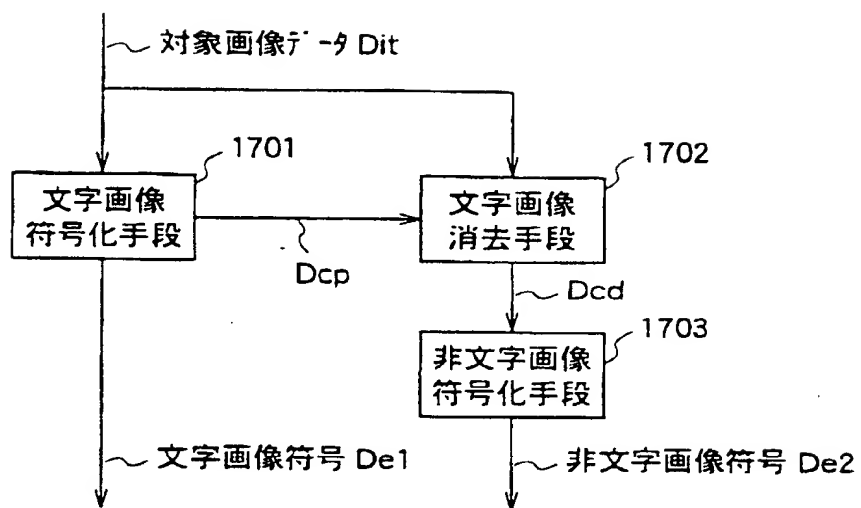 対象画像データ Dit
1701
1702
文字画像
符号化手段
文字画像
消去手段
Dcp
Dcd
1703
非文字画像
符号化手段
文字画像符号 De1
非文字画像符号 De2